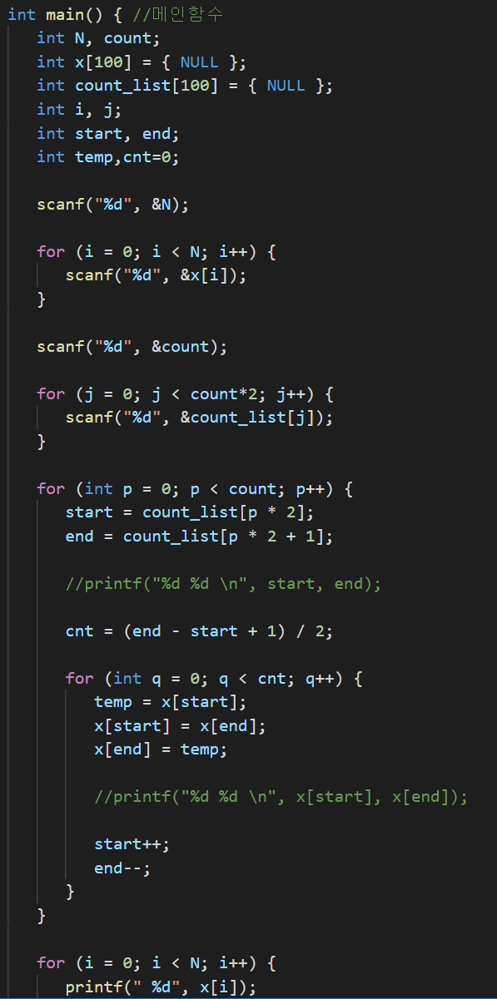 int main() { //메인함수
int N, count;
int x[100] = { NULL };
int count_list[100] = { NULL };
int i, j;
int start, end;
int temp,cnt=0;
scanf("%d", &N);
for (i = 0; i < N; i++) {
scanf("%d", &x[i]);
}
scanf("%d", &count);
for (j = 0; j < count*2; j++) {
scanf("%d", &count_list[j]);
}
for (int p = 0; p < count; p++) {
start = count_list[p * 2];
end = count_list[p * 2 + 1];
//printf("%d %d \n", start, end);
cnt = (end - start + 1) / 2;
for (int q = 0; q < cnt; q++) {
temp = x[start];
x[start] = x[end];
x[end] = temp;
//printf("%d %d \n", x[start], x[end]);
start++;
end--;
}
}
for (i = 0; i < N; i++) {
printf(" %d", x[i]);